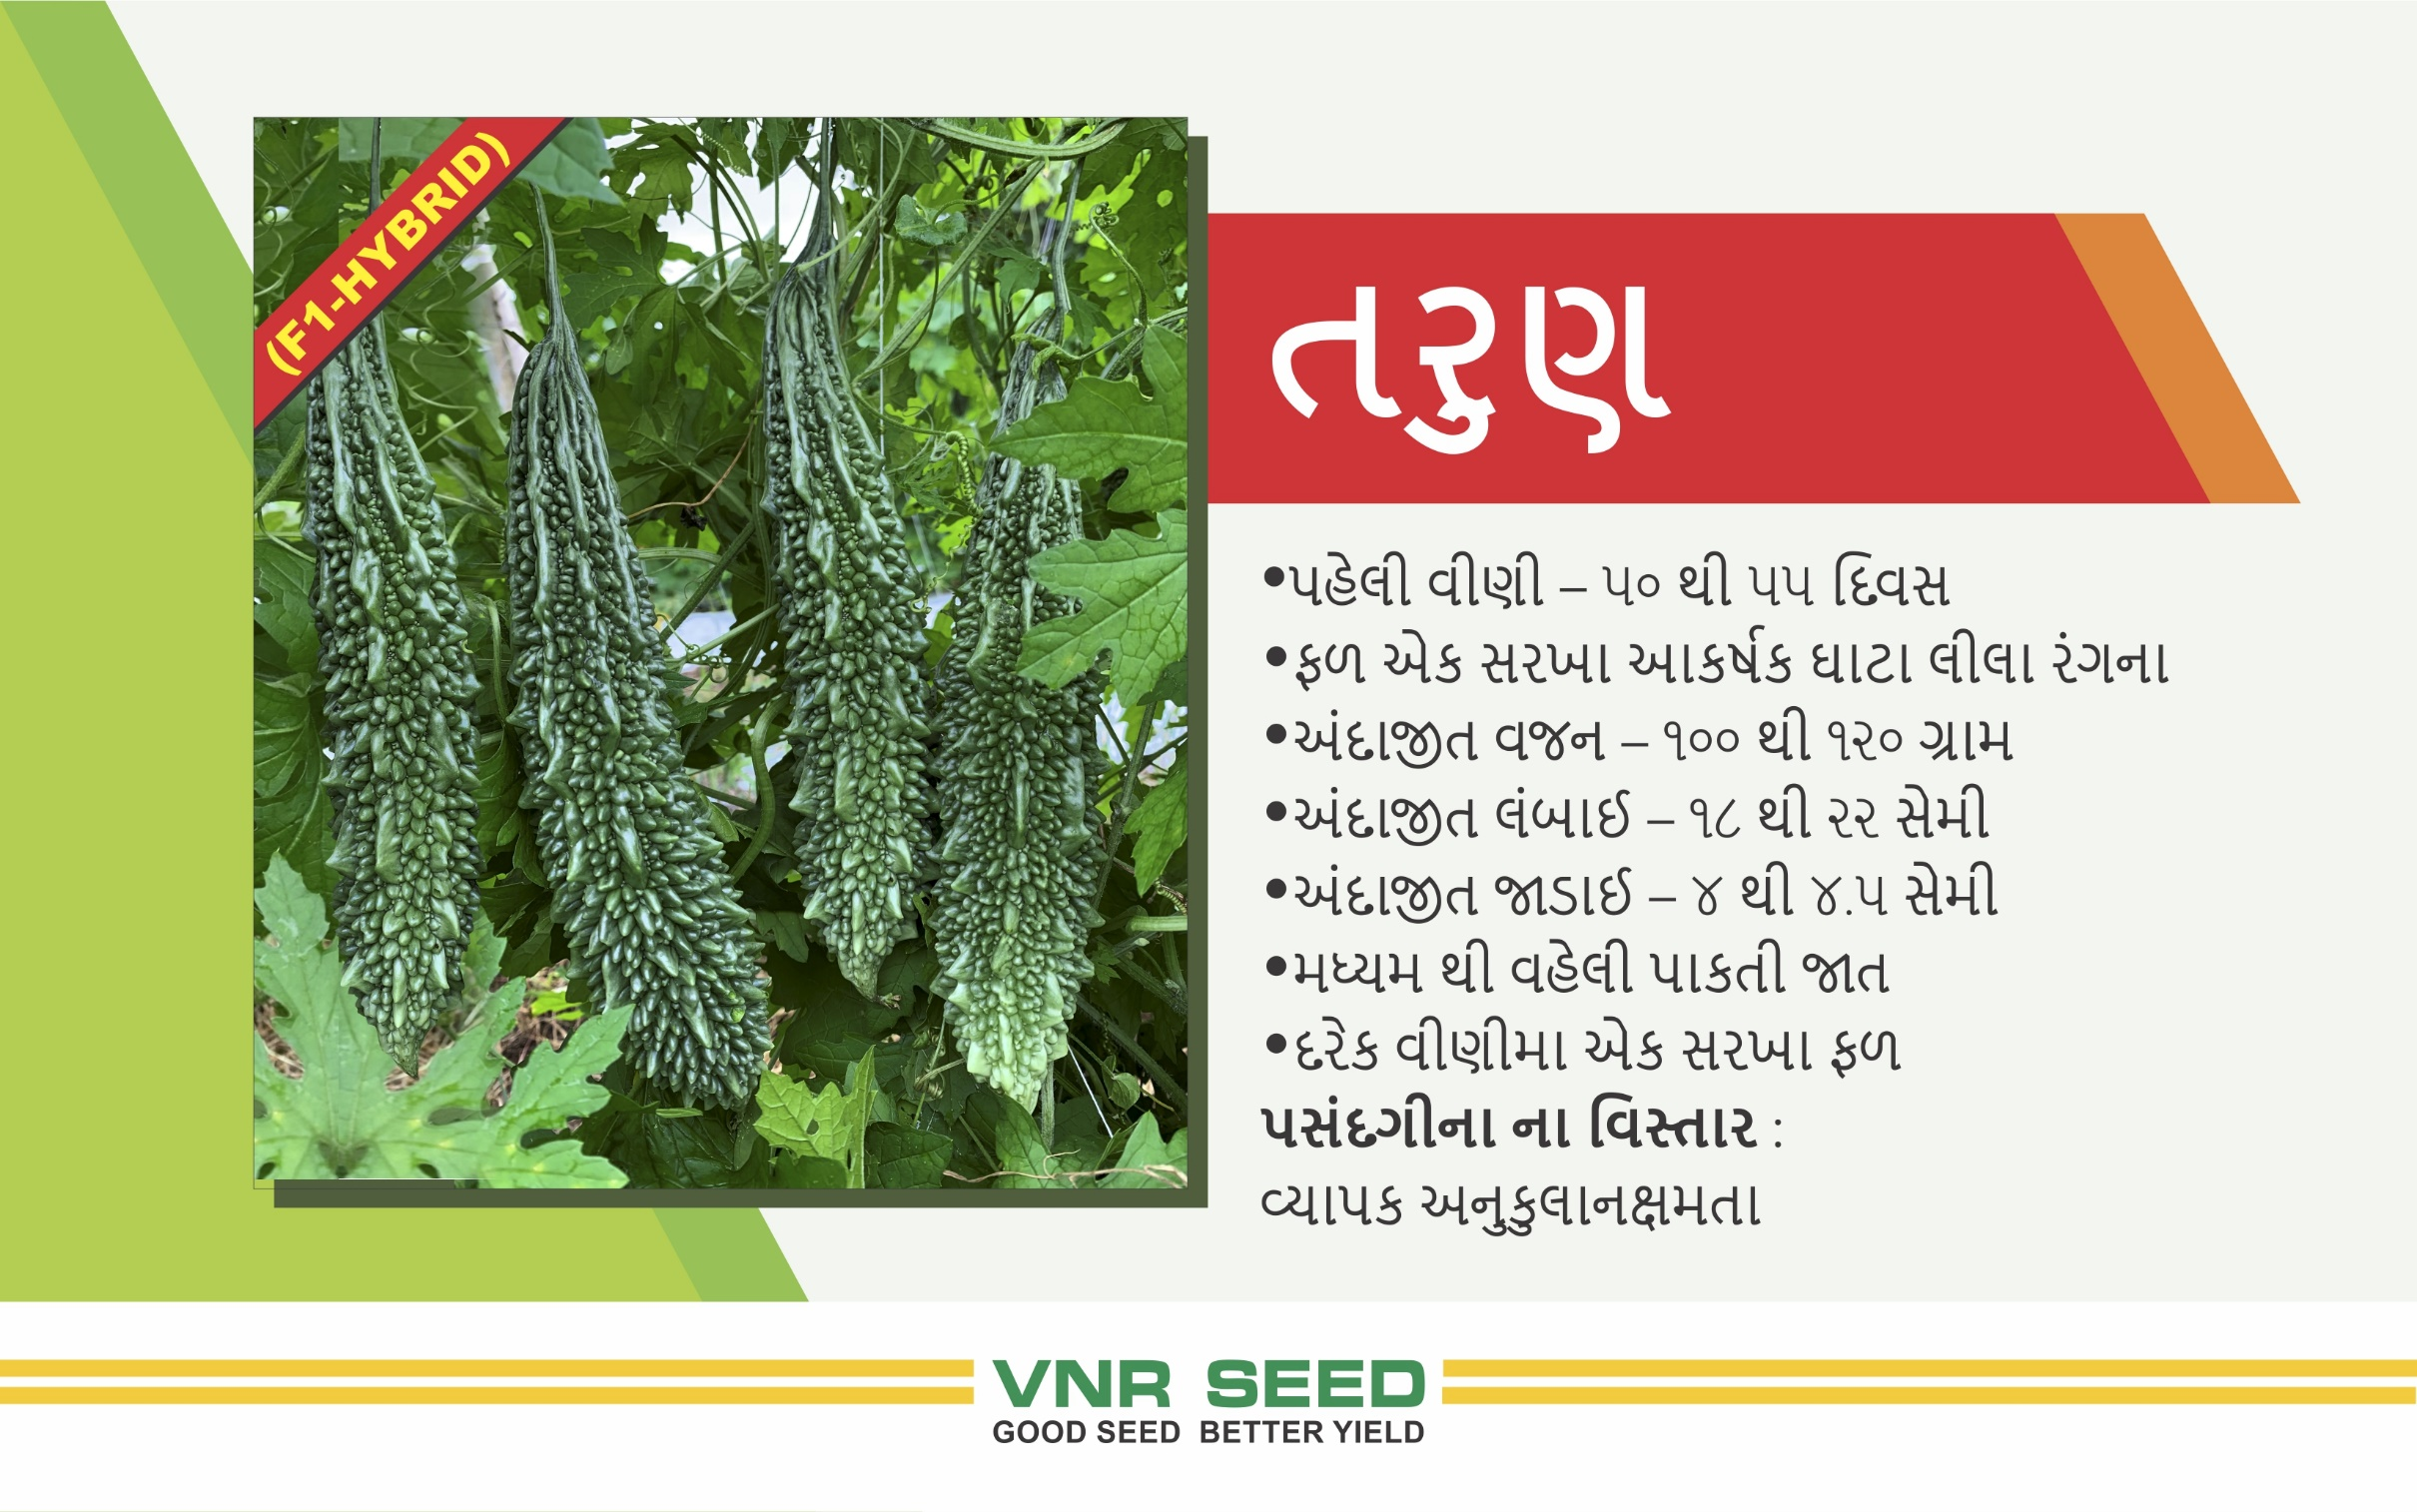 (F1-HYBRID)
તરુણ
•પહેલી વીણી – ૫૦ થી ૫૫ દિવસ
•ફળ એક સરખા આકર્ષક ઘાટા લીલા રંગના
•અંદાજીત વજન – ૧૦૦ થી ૧૨૦ ગ્રામ
•અંદાજીત લંબાઈ – ૧૮ થી ૨૨ સેમી
•અંદાજીત જાડાઈ – ૪ થી ૪.૫ સેમી
•મધ્યમ થી વહેલી પાકતી જાત
•દરેક વીણીમા એક સરખા ફળ
પસંદગીના ના વિસ્તાર :
વ્યાપક અનુકુલાનક્ષમતા
VNR SEED
GOOD SEED BETTER YIELD